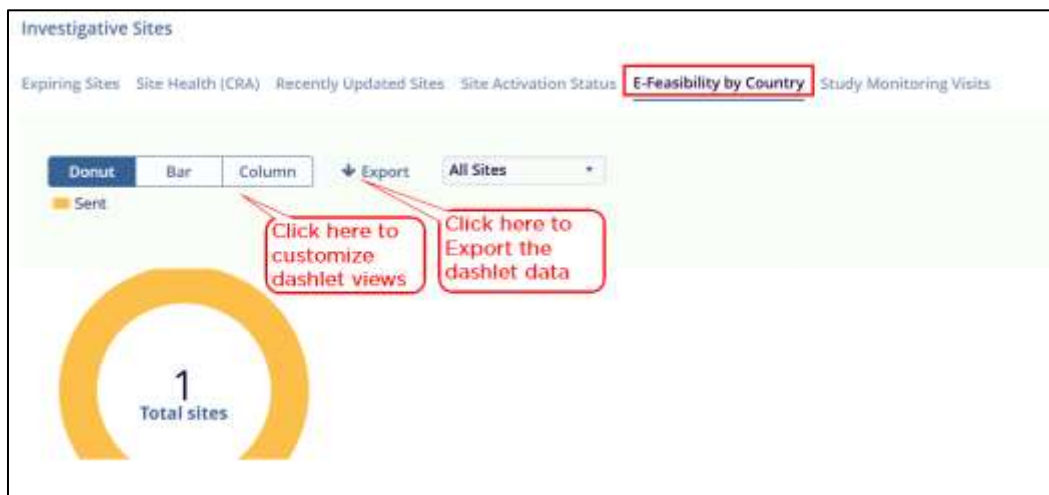 Investigative Sites
Expiring Sites Site Health (CRA) Recently Updated Sites Site Activation Status E-Feasibility by Country Study Monitoring Visits
Donut Bar Column Export All Sites
Sent
Click here to
customize
dashlet views
Click here to
Export the
dashlet data
1
Total sites